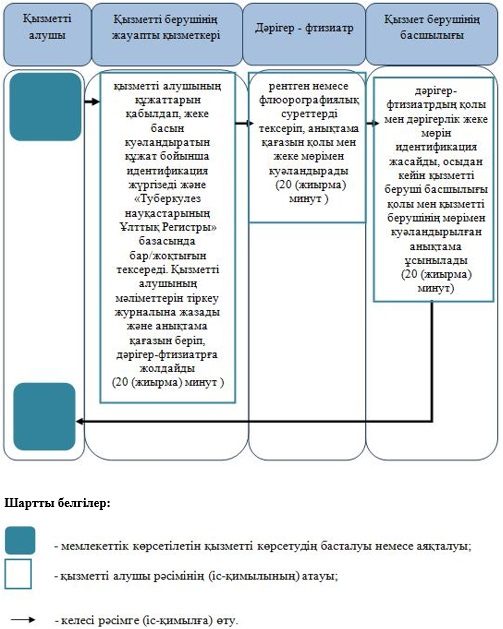 Қызметті
алушы
Қызметті берушінің
жауапты қызметкері
Дәрігер - фтизиатр
Қызмет берушінің
басшылығы
қызметті алушының
құжаттарын
қабылдап, жеке
басын
куәландыратын
құжат бойынша
идентификация
жүргізеді және
«Туберкулез
науқастарының
Ұлттық Регистры»
базасында
бар/жоқтығын
тексереді. Қызметті
алушының
мәліметтерін тіркеу
журналына жазады
және анықтама
қағазын беріп,
дәрігер-фтизиатрға
жолдайды
(20 (жиырма) минут )
рентген немесе
флюорографиялық
суреттерді
тексеріп, анықтама
қағазын қолы мен
жеке мөрімен
куәландырады
(20 (жиырма)
минут )
дәрігер-
фтизиатрдың қолы
мен дәрігерлік жеке
мөрін
идентификация
жасайды, осыдан
кейін қызметті
беруші басшылығы
қолы мен қызметті
берушінің мөрімен
куәландырылған
анықтама
ұсынылады
(20 (жиырма)
минут)
Шартты белгілер:
- мемлекеттік көрсетілетін қызметті көрсетудің басталуы немесе аяқталуы;
- қызметті алушы рәсімінің (іс-қимылының) атауы;
- келесі рәсімге (іс-қимылға) өту.